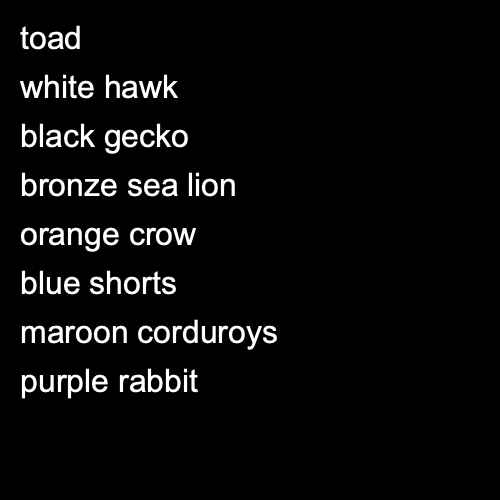 toad
white hawk
black gecko
bronze sea lion
orange crow
blue shorts
maroon corduroys
purple rabbit